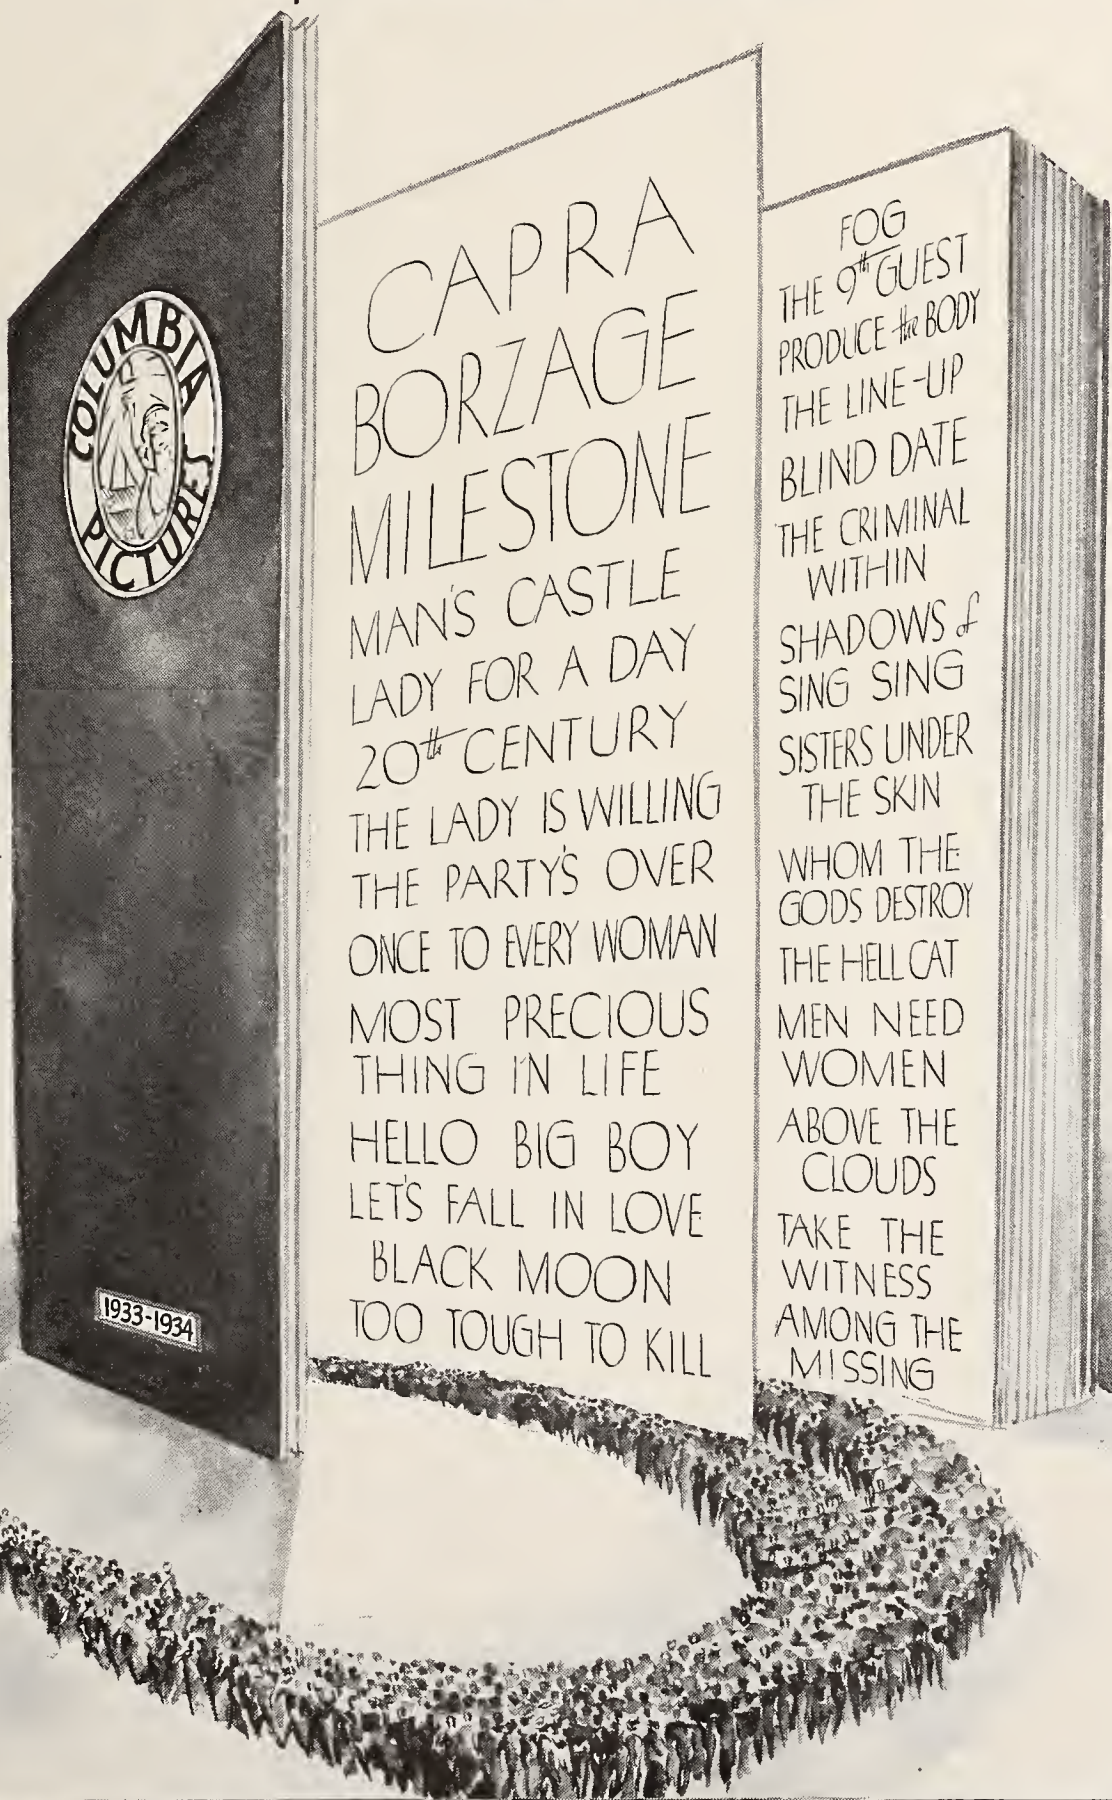 COLUMBIA
PICTURES
1933-1934
CAPRA
BORZAGE
MILESTONE
MAN'S CASTLE
LADY FOR A DAY
20th CENTURY
THE LADY IS WILLING
THE PARTY'S OVER
ONCE TO EVERY WOMAN
MOST PRECIOUS
THING IN LIFE
HELLO BIG BOY
LET'S FALL IN LOVE
BLACK MOON
TOO TOUGH TO KILL
FOG
THE 9th GUEST
PRODUCE the BODY
THE LINE-UP
BLIND DATE
THE CRIMINAL
WITHIN
SHADOWS of
SING SING
SISTERS UNDER
THE SKIN
WHOM THE
GODS DESTROY
THE HELL CAT
MEN NEED
WOMEN
ABOVE THE
CLOUDS
TAKE THE
WITNESS
AMONG THE
MISSING